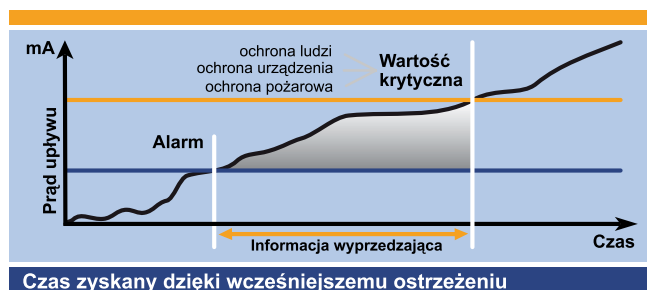 mA
ochrona ludzi
ochrona urządzenia
ochrona pożarowa
Wartość
krytyczna
Alarm
Prąd upływu
Informacja wyprzedzająca
Czas
Czas zyskany dzięki wcześniejszemu ostrzeżeniu